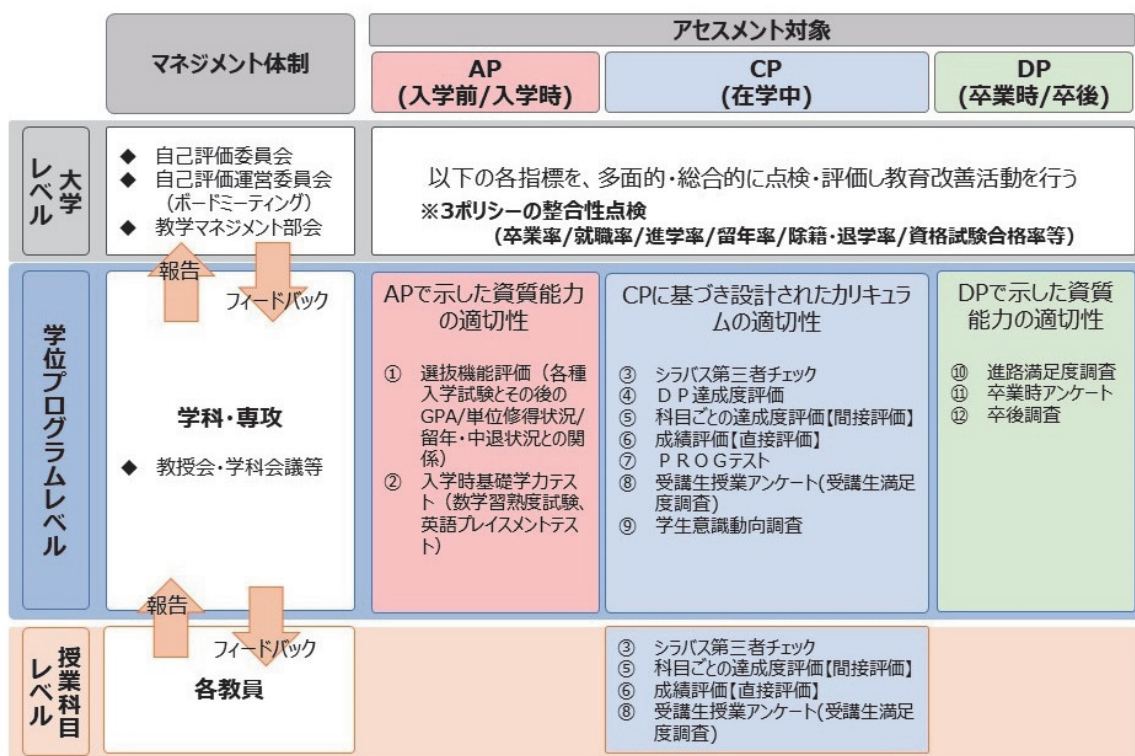 マネジメント体制
アセスメント対象
AP
(入学前/入学時)
CP
(在学中)
DP
(卒業時/卒後)
大学
レベル
◆ 自己評価委員会
◆ 自己評価運営委員会
(ボードミーティング)
◆ 教学マネジメント部会
以下の各指標を、多面的・総合的に点検・評価し教育改善活動を行う
※3ポリシーの整合性点検
(卒業率/就職率/進学率/留年率/除籍・退学率/資格試験合格率等)
報告
フィードバック
学位プログラムレベル
学科・専攻
◆ 教授会・学科会議等
APで示した資質能力
の適切性
① 選抜機能評価（各種
入学試験とその後の
GPA/単位修得状況/
留年・中退状況との関
係）
② 入学時基礎学力テス
ト（数学習熟度試験、
英語プレイスメントテス
ト）
CPに基づき設計されたカリキュラ
ムの適切性
③ シラバス第三者チェック
④ ＤＰ達成度評価
⑤ 科目ごとの達成度評価【間接評価】
⑥ 成績評価【直接評価】
⑦ ＰＲＯＧテスト
⑧ 受講生授業アンケート(受講生満足
度調査)
⑨ 学生意識動向調査
DPで示した資質
能力の適切性
⑩ 進路満足度調査
⑪ 卒業時アンケート
⑫ 卒後調査
報告
フィードバック
授業科目
レベル
各教員
③ シラバス第三者チェック
⑤ 科目ごとの達成度評価【間接評価】
⑥ 成績評価【直接評価】
⑧ 受講生授業アンケート(受講生満足
度調査)